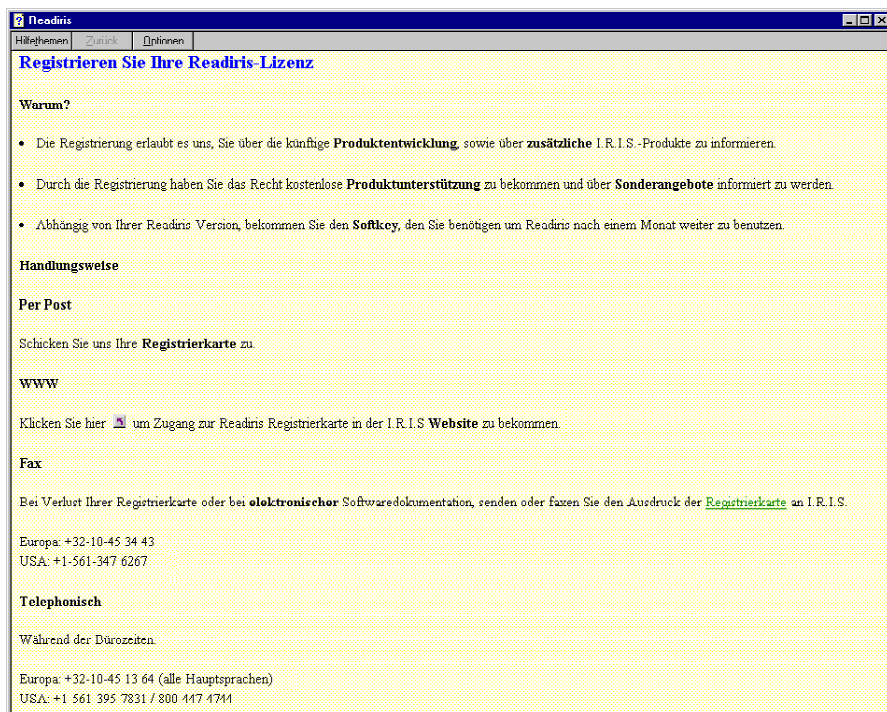 Readiris
Hilfethemen Zurück Optionen
Registrieren Sie Ihre Readiris-Lizenz
Warum?
• Die Registrierung erlaubt es uns, Sie über die künftige Produktentwicklung, sowie über zusätzliche I.R.I.S.-Produkte zu informieren.
• Durch die Registrierung haben Sie das Recht kostenlose Produktunterstützung zu bekommen und über Sonderangebote informiert zu werden.
• Abhängig von Ihrer Readiris Version, bekommen Sie den Softkey, den Sie benötigen um Readiris nach einem Monat weiter zu benutzen.
Handlungsweise
Per Post
Schicken Sie uns Ihre Registrierkarte zu.
WWW
Klicken Sie hier um Zugang zur Readiris Registrierkarte in der I.R.I.S Website zu bekommen.
Fax
Bei Verlust Ihrer Registrierkarte oder bei elektronischer Softwaredokumentation, senden oder faxen Sie den Ausdruck der Registrierkarte an I.R.I.S.
Europa: +32-10-45 34 43
USA: +1-561-347 6267
Telephonisch
Während der Bürozeiten.
Europa: +32-10-45 13 64 (alle Hauptsprachen)
USA: +1 561 395 7831 / 800 447 4744